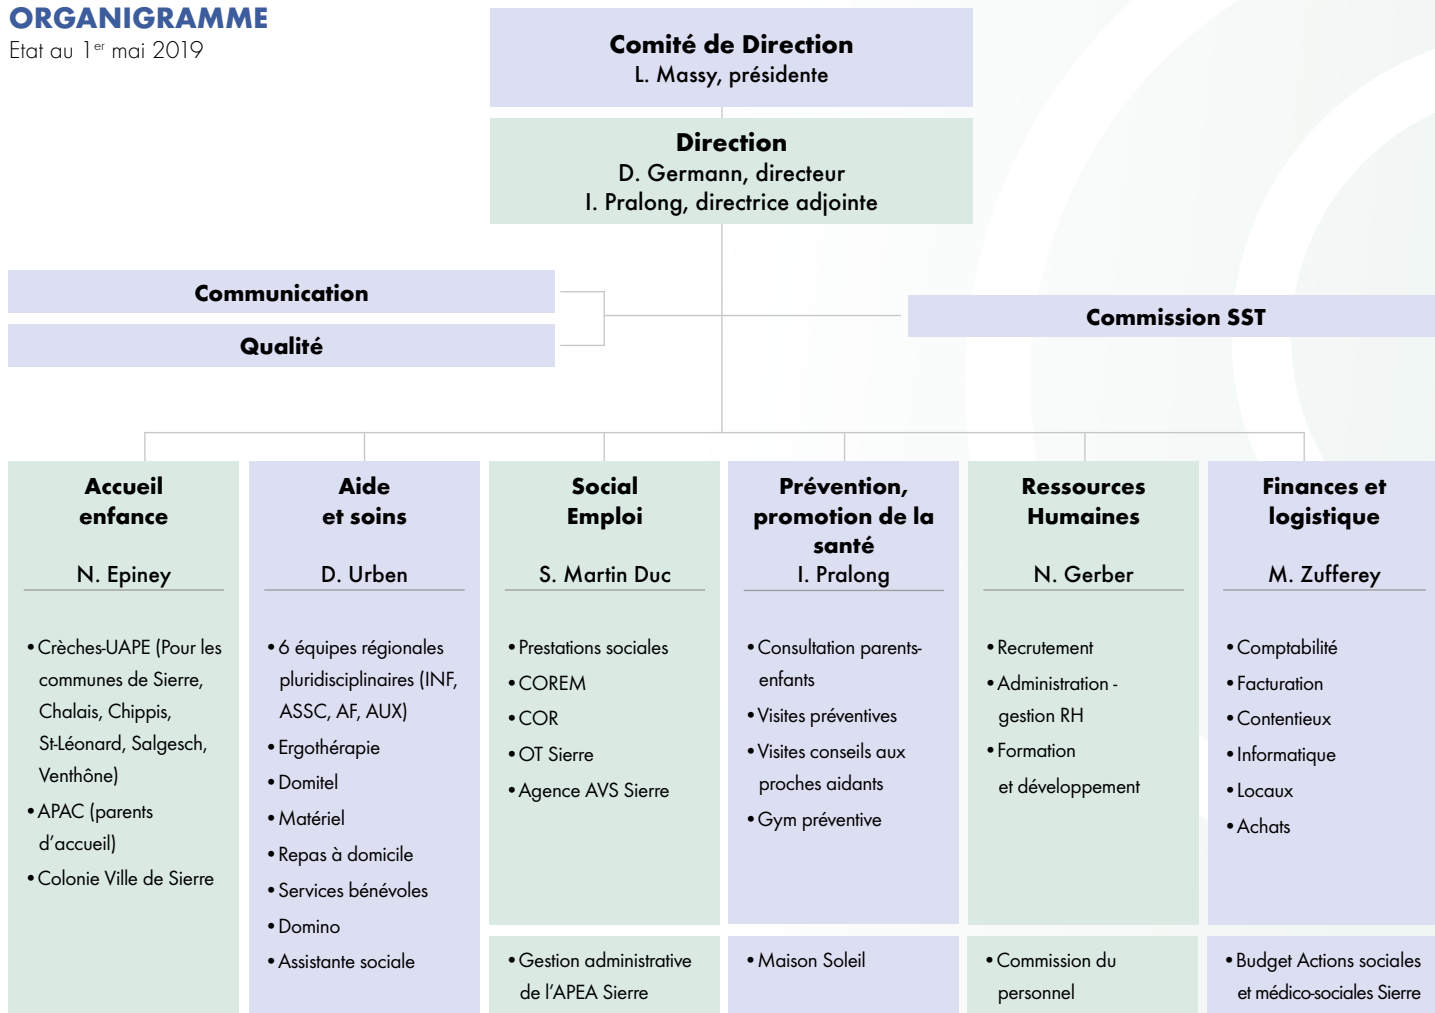 ORGANIGRAMME
Etat au 1er mai 2019
Comité de Direction
L. Massy, présidente
Direction
D. Germann, directeur
I. Pralong, directrice adjointe
Communication
Qualité
Commission SST
Accueil
enfance
N. Epiney
•Crèches-UAPE (Pour les
communes de Sierre,
Chalais, Chippis,
St-Léonard, Salgesch,
Venthône)
•APAC (parents
d’accueil)
•Colonie Ville de Sierre
Aide
et soins
D. Urben
•6 équipes régionales
pluridisciplinaires (INF,
ASSC, AF, AUX)
•Ergothérapie
•Domitel
•Matériel
•Repas à domicile
•Services bénévoles
•Domino
•Assistante sociale
Social
Emploi
S. Martin Duc
•Prestations sociales
•COREM
•COR
•OT Sierre
•Agence AVS Sierre
•Gestion administrative
de l’APEA Sierre
Prévention,
promotion de la
santé
I. Pralong
•Consultation parents-
enfants
•Visites préventives
•Visites conseils aux
proches aidants
•Gym préventive
•Maison Soleil
Ressources
Humaines
N. Gerber
•Recrutement
•Administration -
gestion RH
•Formation
et développement
•Commission du
personnel
Finances et
logistique
M. Zufferey
•Comptabilité
•Facturation
•Contentieux
•Informatique
•Locaux
•Achats
•Budget Actions sociales
et médico-sociales Sierre